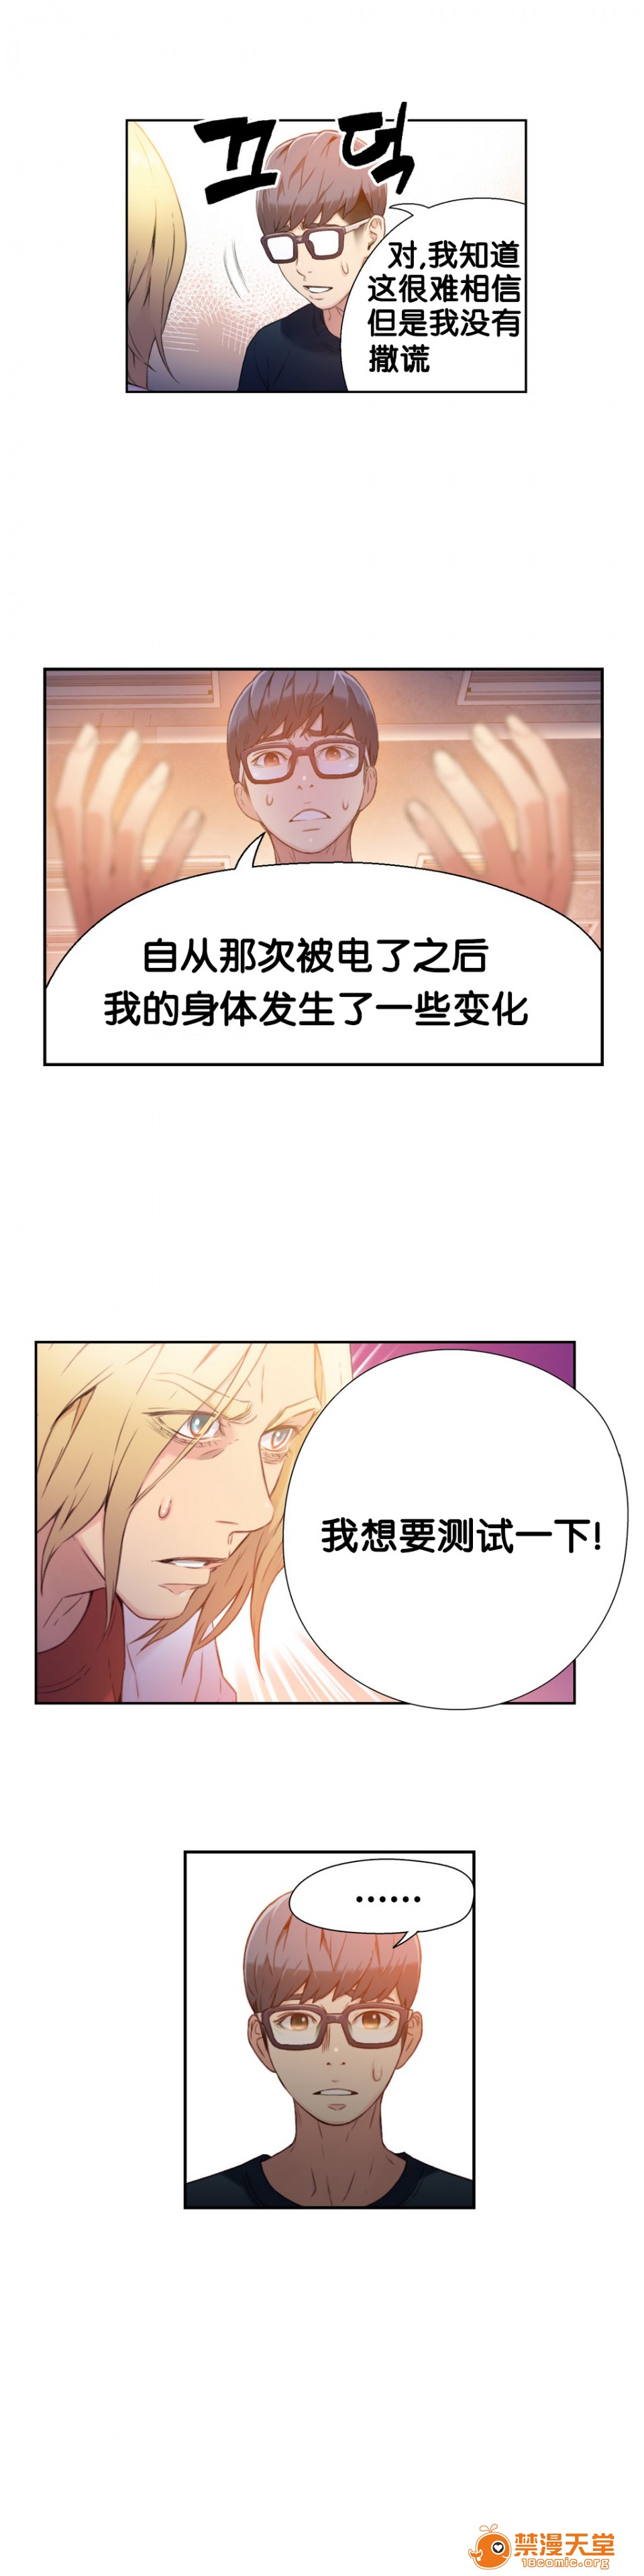 끄덕
对,我知道
这很难相信
但是我没有
撒谎
自从那次被电了之后
我的身体发生了一些变化
我想要测试一下!
……
禁漫天堂
18comic.org